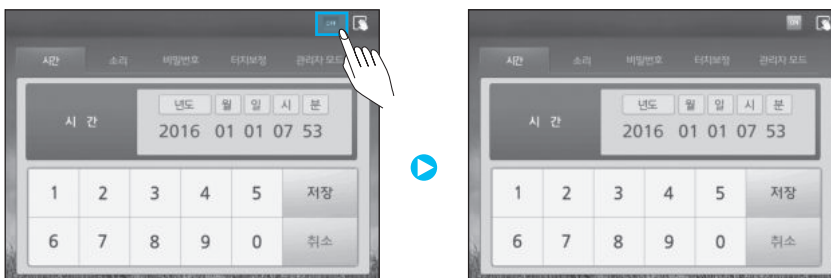 시간 소리 비밀번호 터치보정 관리자 모드
년도 월 일 시 분
시 간
2016 01 01 07 53
1 2 3 4 5 저장
6 7 8 9 0 취소
ON
시간 소리 비밀번호 터치보정 관리자 모드
년도 월 일 시 분
시 간
2016 01 01 07 53
1 2 3 4 5 저장
6 7 8 9 0 취소